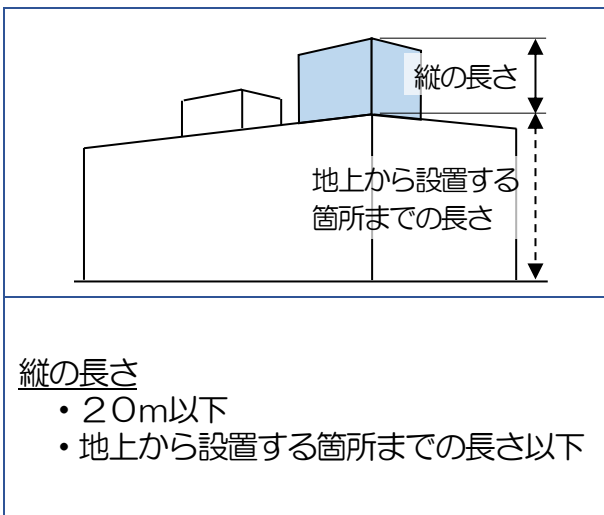 縦の長さ
地上から設置する
箇所までの長さ
縦の長さ
・２０ｍ以下
・地上から設置する箇所までの長さ以下